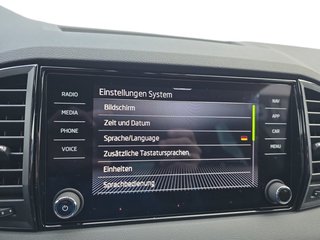 Einstellungen System
RADIO
MEDIA
PHONE
VOICE
Bildschirm
Zeit und Datum
Sprache/Language
Zusätzliche Tastatursprachen
Einheiten
Sprachbedienung
NAV
APP
CAR
MENU